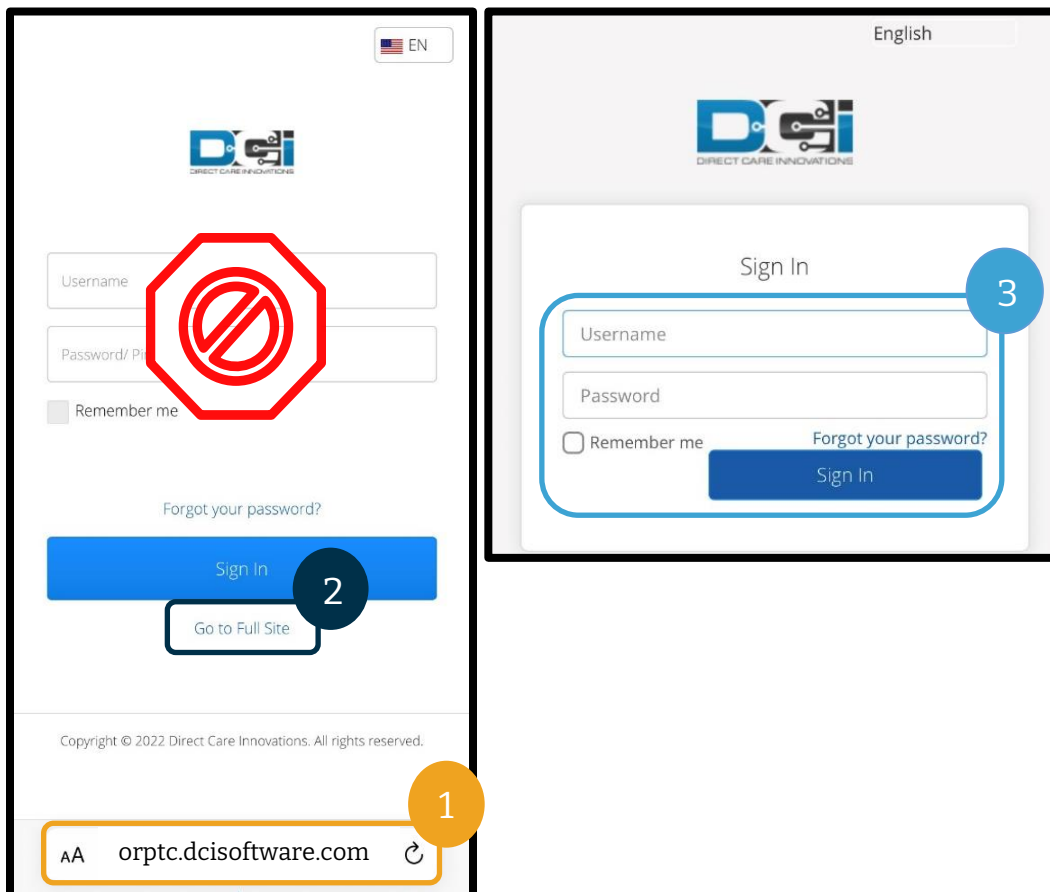 EN
DCI
DIRECT CARE INNOVATIONS
Username
Password/ Pi
Remember me
Forgot your password?
Sign In
2
Go to Full Site
Copyright © 2022 Direct Care Innovations. All rights reserved.
1
AA orptc.dcisoftware.com
English
DCI
DIRECT CARE INNOVATIONS
Sign In
3
Username
Password
Remember me
Forgot your password?
Sign In